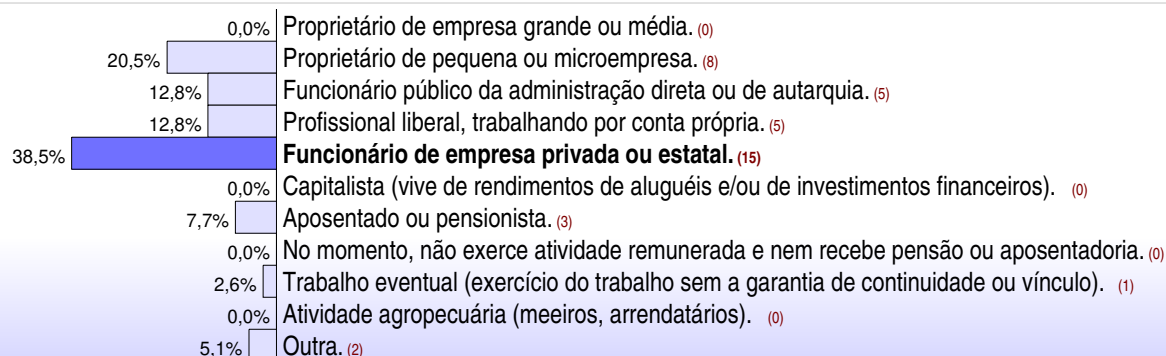 0,0% Proprietário de empresa grande ou média. (0)
20,5% Proprietário de pequena ou microempresa. (8)
12,8% Funcionário público da administração direta ou de autarquia. (5)
12,8% Profissional liberal, trabalhando por conta própria. (5)
38,5% Funcionário de empresa privada ou estatal. (15)
0,0% Capitalista (vive de rendimentos de aluguéis e/ou de investimentos financeiros). (0)
7,7% Aposentado ou pensionista. (3)
0,0% No momento, não exerce atividade remunerada e nem recebe pensão ou aposentadoria. (0)
2,6% Trabalho eventual (exercício do trabalho sem a garantia de continuidade ou vínculo). (1)
0,0% Atividade agropecuária (meeiros, arrendatários). (0)
5,1% Outra. (2)